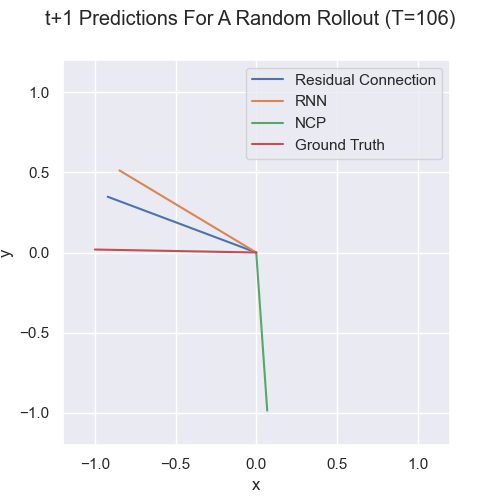 t+1 Predictions For A Random Rollout (T=106)
Residual Connection
RNN
NCP
Ground Truth
1.0
0.5
0.0
−0.5
−1.0
y
−1.0 −0.5 0.0 0.5 1.0
x